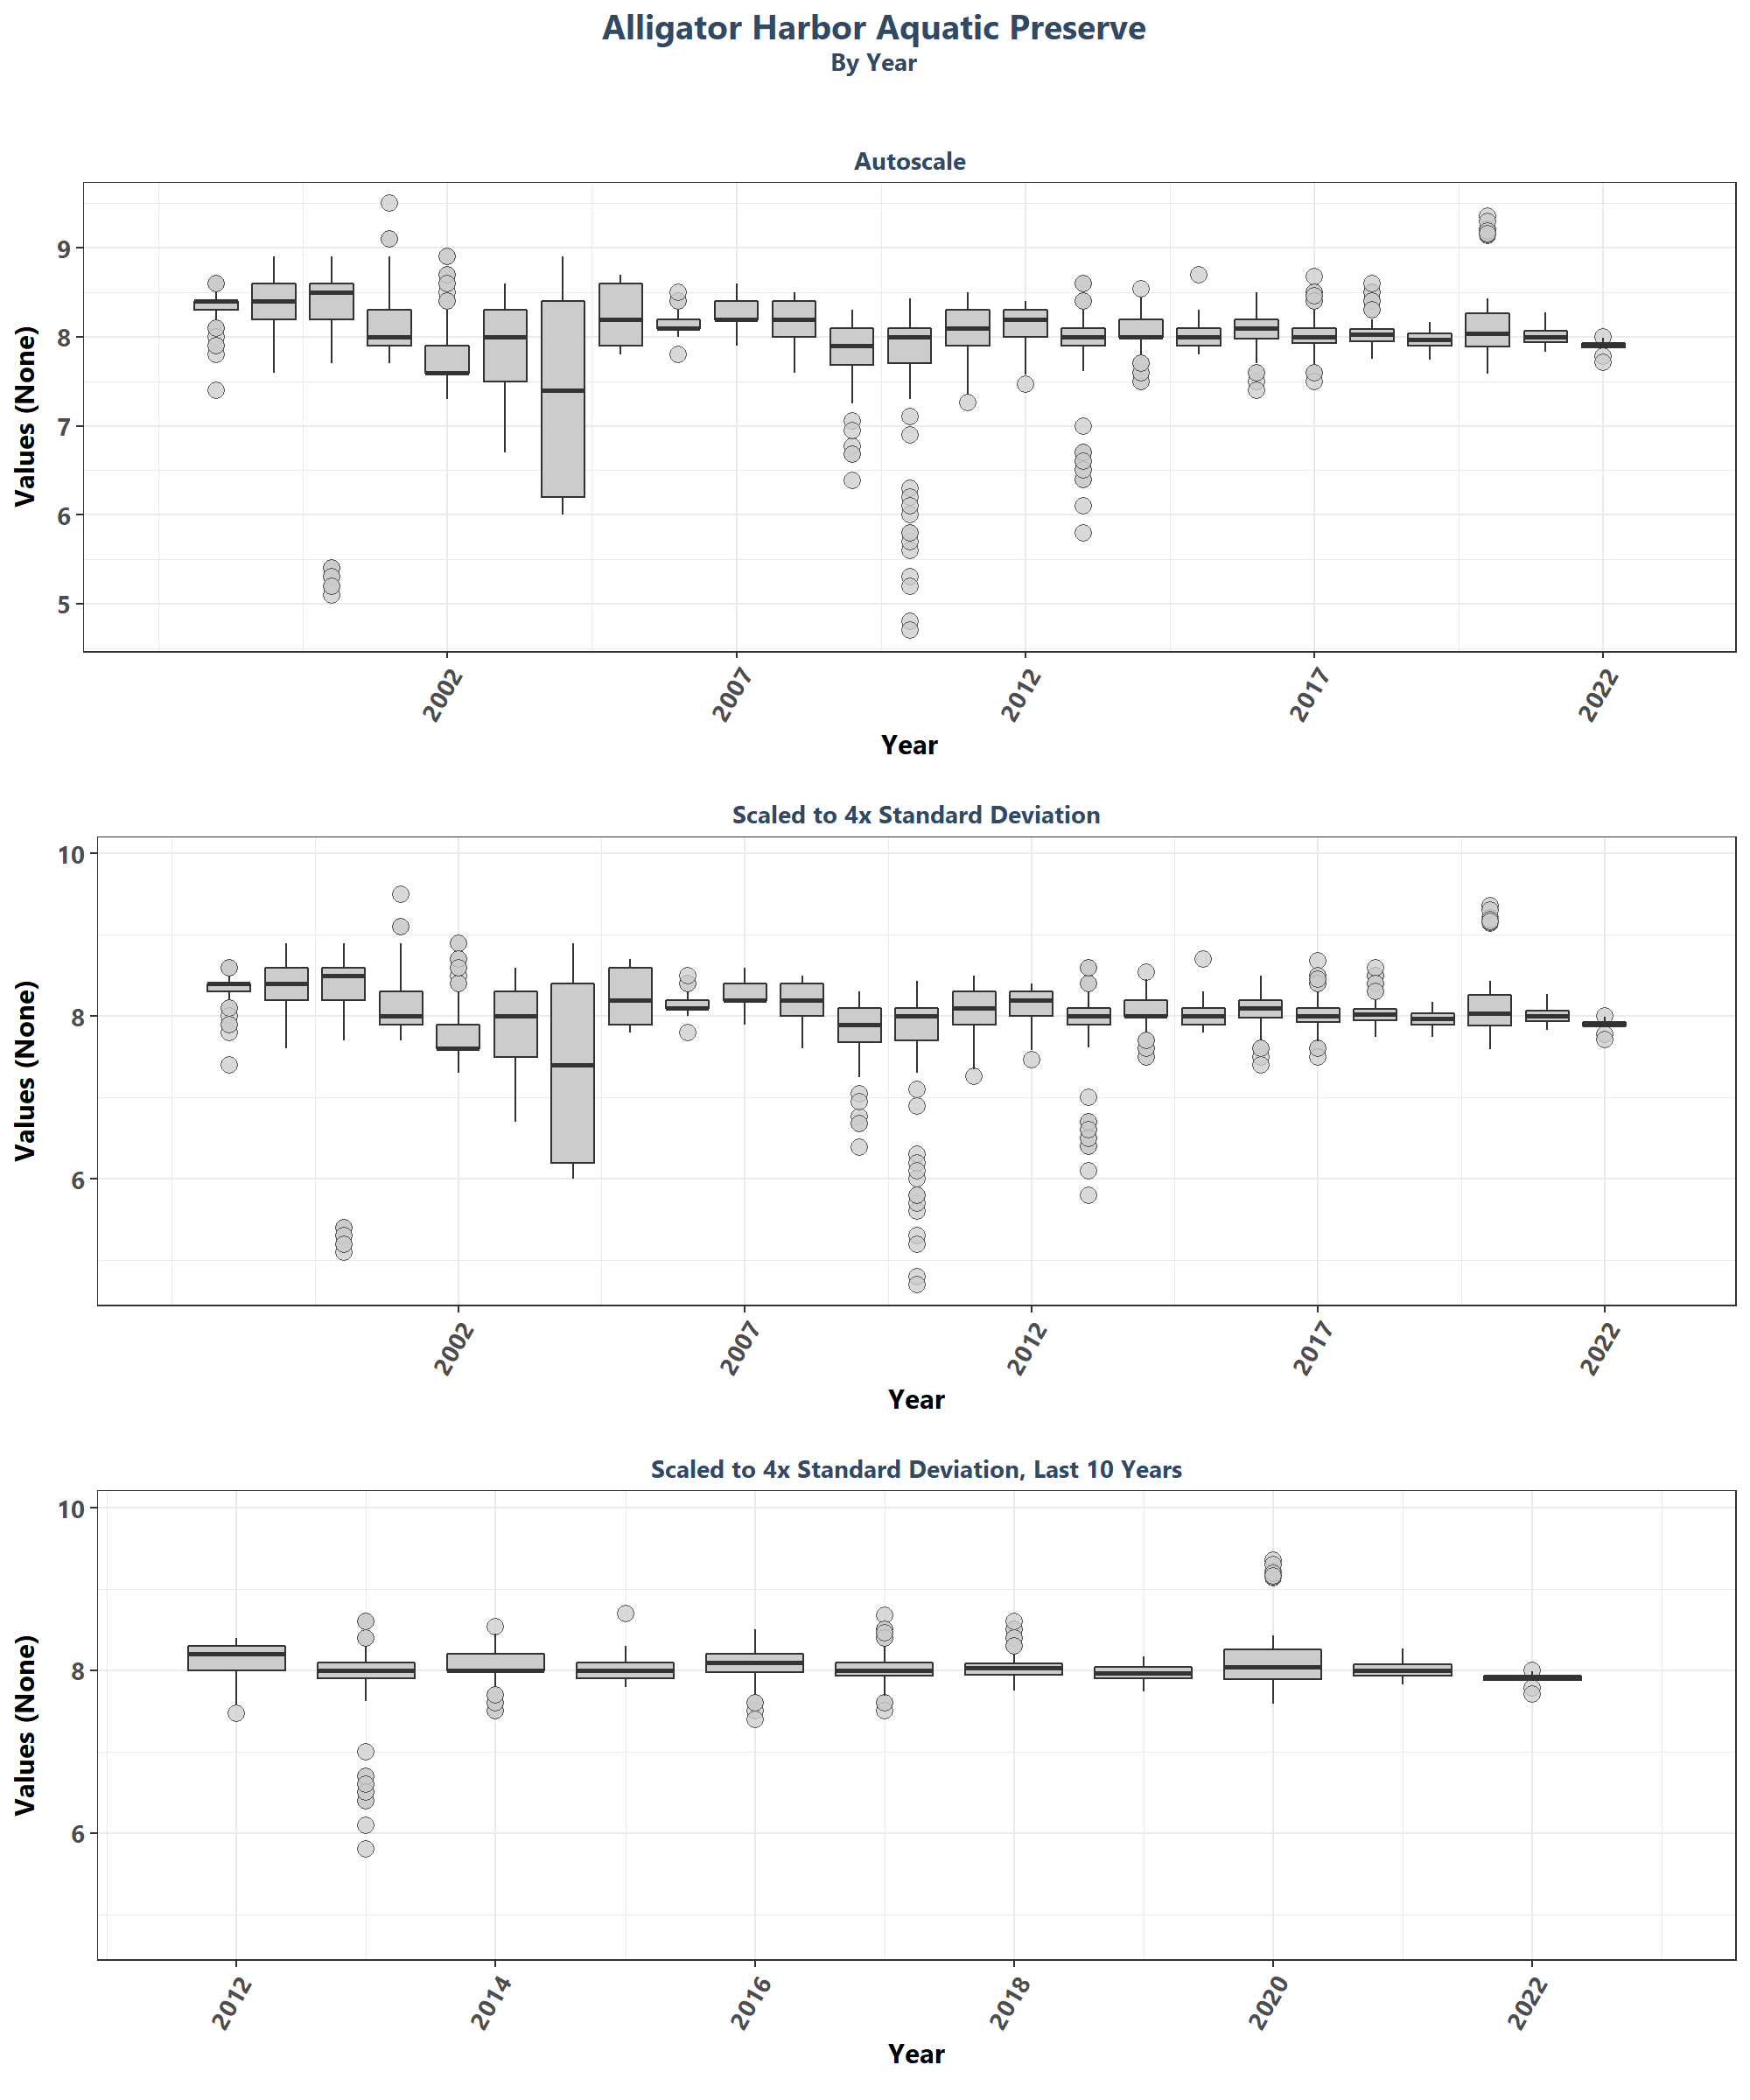 Alligator Harbor Aquatic Preserve
By Year
Autoscale
Values (None)
9
8
7
6
5
2002
2007
2012
2017
2022
Year
Scaled to 4x Standard Deviation
Values (None)
10
8
6
2002
2007
2012
2017
2022
Year
Scaled to 4x Standard Deviation, Last 10 Years
Values (None)
10
8
6
2012
2014
2016
2018
2020
2022
Year